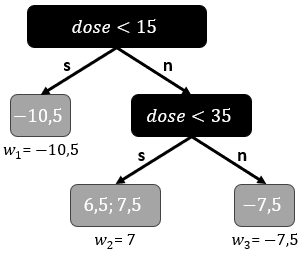 dose < 15
s
n
−10,5
dose < 35
w₁= −10,5
s
n
6,5; 7,5
−7,5
w₂= 7
w₃= −7,5